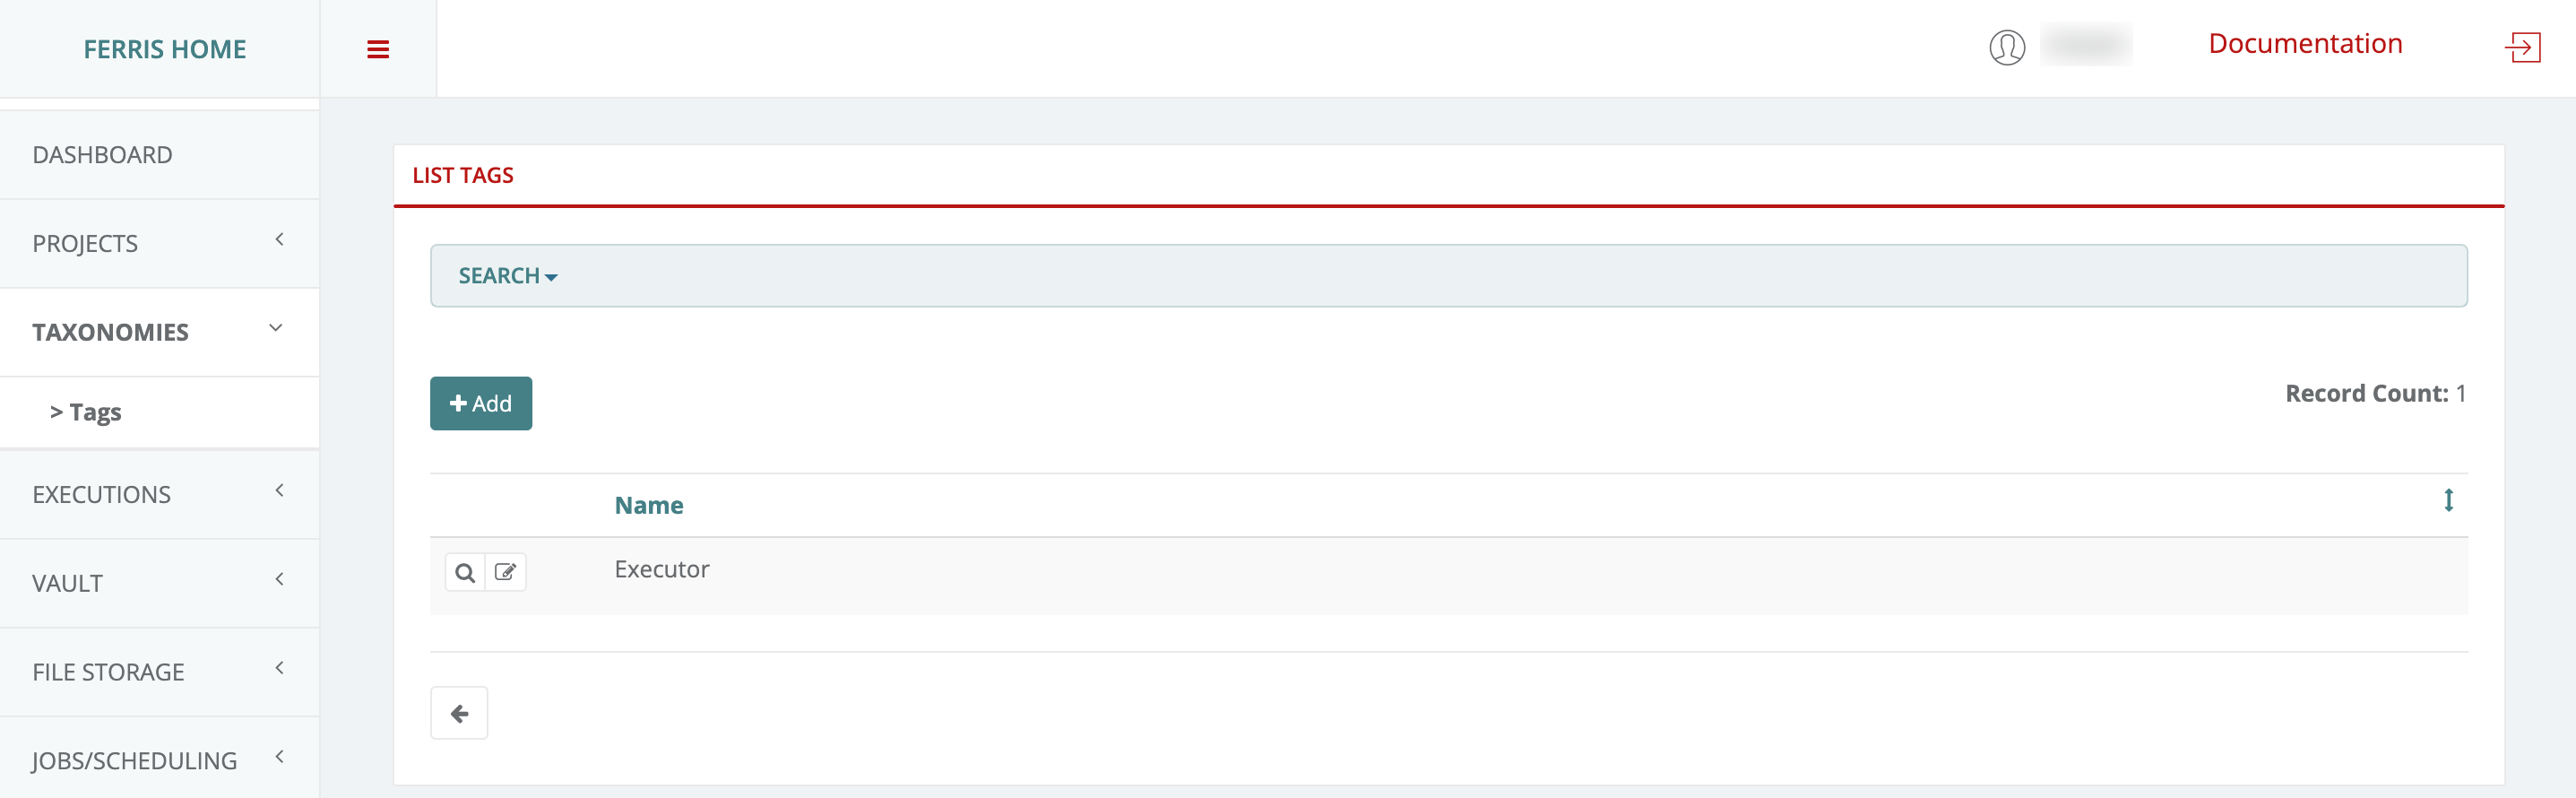 FERRIS HOME
Documentation
DASHBOARD
PROJECTS
TAXONOMIES
> Tags
EXECUTIONS
VAULT
FILE STORAGE
JOBS/SCHEDULING
LIST TAGS
SEARCH
Add
Record Count: 1
Name
Executor